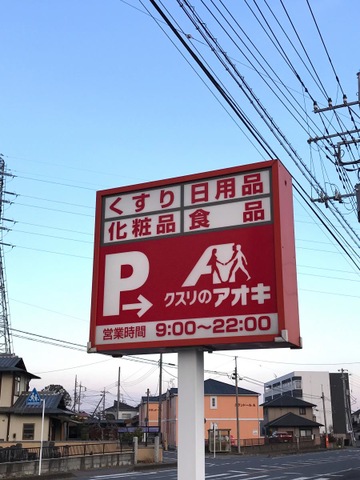 くすり 日用品
化粧品 食品
P→
クスリのアオキ
営業時間 9:00～22:00